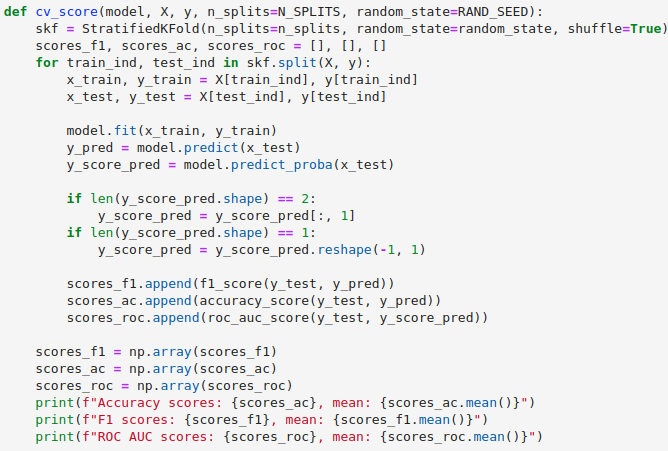 def cv_score(model, X, y, n_splits=N_SPLITS, random_state=RAND_SEED):
    skf = StratifiedKFold(n_splits=n_splits, random_state=random_state, shuffle=True)
    scores_f1, scores_ac, scores_roc = [], [], []
    for train_ind, test_ind in skf.split(X, y):
        x_train, y_train = X[train_ind], y[train_ind]
        x_test, y_test = X[test_ind], y[test_ind]

        model.fit(x_train, y_train)
        y_pred = model.predict(x_test)
        y_score_pred = model.predict_proba(x_test)

        if len(y_score_pred.shape) == 2:
            y_score_pred = y_score_pred[:, 1]
        if len(y_score_pred.shape) == 1:
            y_score_pred = y_score_pred.reshape(-1, 1)

        scores_f1.append(f1_score(y_test, y_pred))
        scores_ac.append(accuracy_score(y_test, y_pred))
        scores_roc.append(roc_auc_score(y_test, y_score_pred))

    scores_f1 = np.array(scores_f1)
    scores_ac = np.array(scores_ac)
    scores_roc = np.array(scores_roc)
    print(f"Accuracy scores: {scores_ac}, mean: {scores_ac.mean()}")
    print(f"F1 scores: {scores_f1}, mean: {scores_f1.mean()}")
    print(f"ROC AUC scores: {scores_roc}, mean: {scores_roc.mean()}")